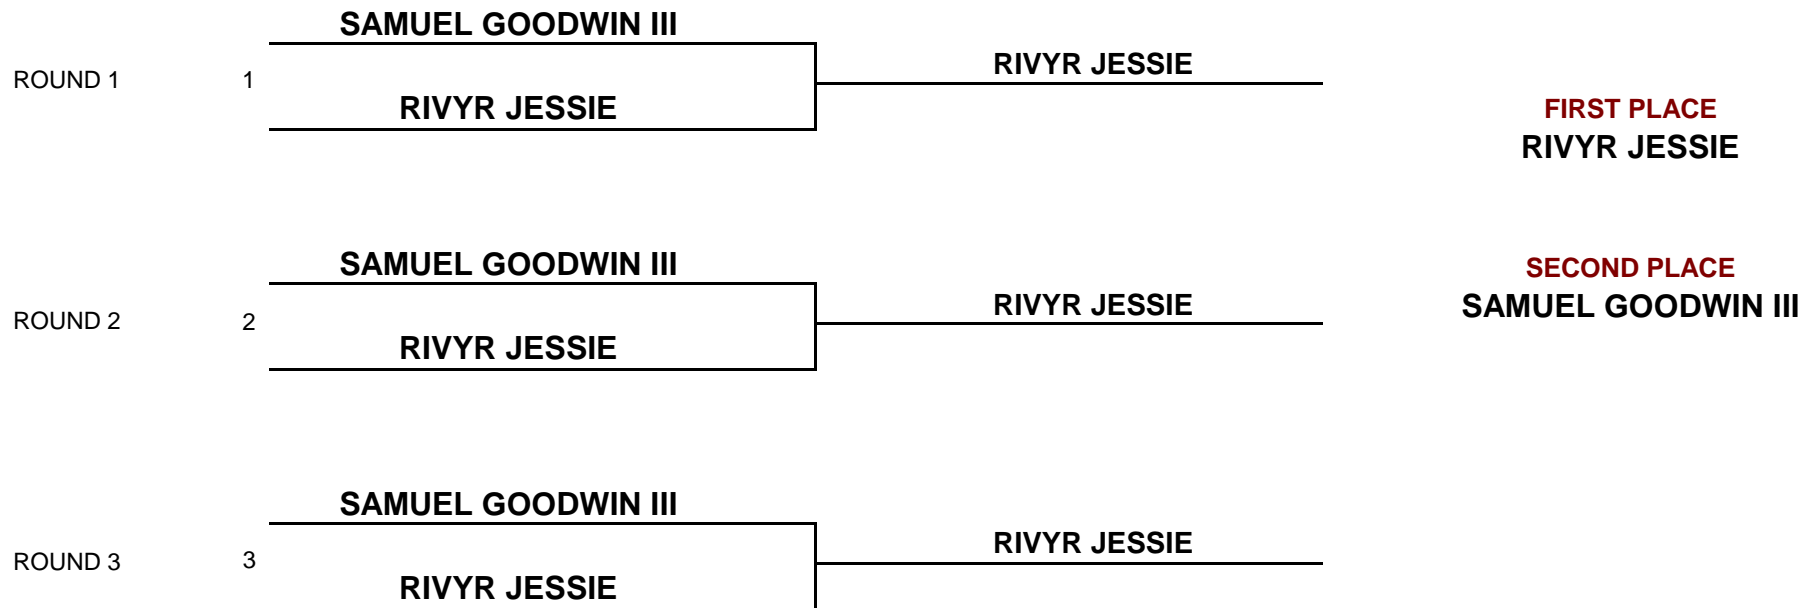 SAMUEL GOODWIN III
ROUND 1
1
RIVYR JESSIE
RIVYR JESSIE
FIRST PLACE
RIVYR JESSIE
SAMUEL GOODWIN III
ROUND 2
2
RIVYR JESSIE
RIVYR JESSIE
SECOND PLACE
SAMUEL GOODWIN III
SAMUEL GOODWIN III
ROUND 3
3
RIVYR JESSIE
RIVYR JESSIE